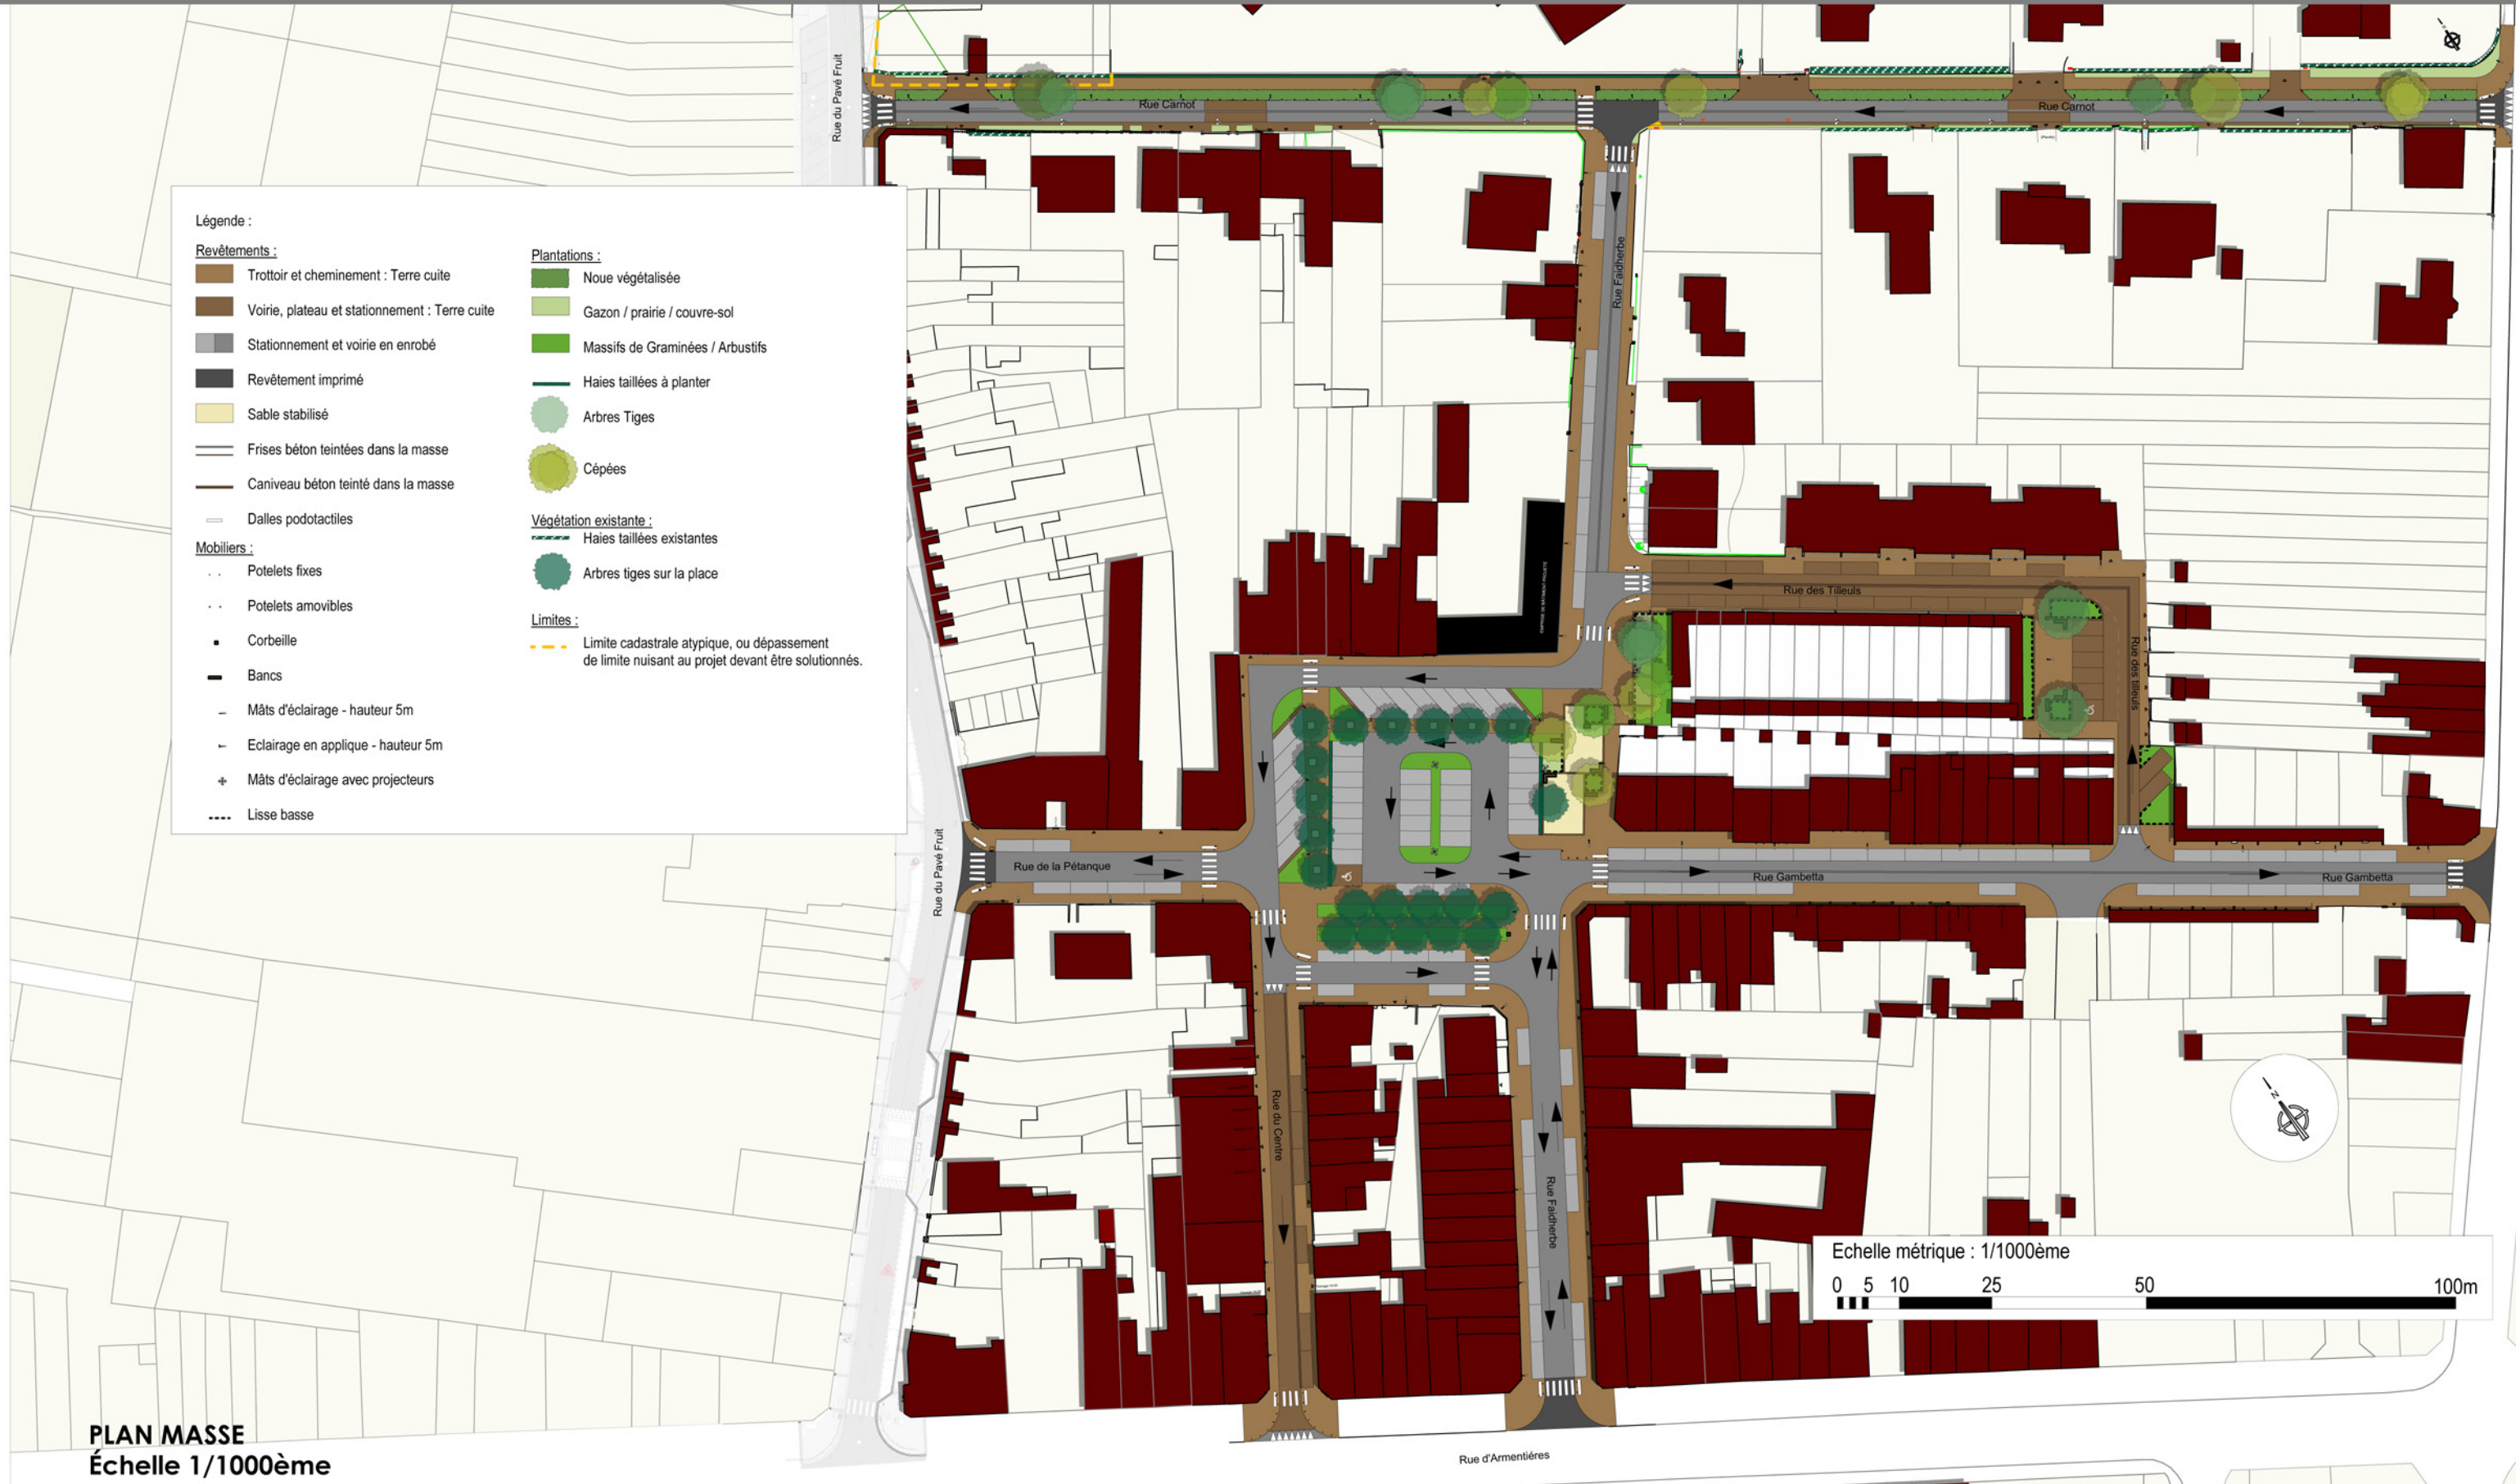 Rue du Pavé Fruit
Rue Carnot
Rue Carnot
Légende :
Revêtements :
Trottoir et cheminement : Terre cuite
Voirie, plateau et stationnement : Terre cuite
Stationnement et voirie en enrobé
Revêtement imprimé
Sable stabilisé
Frises béton teintées dans la masse
Caniveau béton teinté dans la masse
Dalles podotactiles
Mobiliers :
Potelets fixes
Potelets amovibles
Corbeille
Bancs
Mâts d'éclairage - hauteur 5m
Eclairage en applique - hauteur 5m
Mâts d'éclairage avec projecteurs
Lisse basse
Plantations :
Noue végétalisée
Gazon / prairie / couvre-sol
Massifs de Graminées / Arbustifs
Haies taillées à planter
Arbres Tiges
Cépées
Végétation existante :
Haies taillées existantes
Arbres tiges sur la place
Limites :
Limite cadastrale atypique, ou dépassement
de limite nuisant au projet devant être solutionnés.
Rue Faidherbe
EMPRISE DE BATIMENT PROJETE
Rue des Tilleuls
Rue des tilleuls
Rue du Pavé Fruit
Rue de la Pétanque
Rue Gambetta
Rue Gambetta
Rue du Centre
Rue Faidherbe
N
Echelle métrique : 1/1000ème
0 5 10 25 50 100m
PLAN MASSE
Échelle 1/1000ème
Rue d'Armentiéres